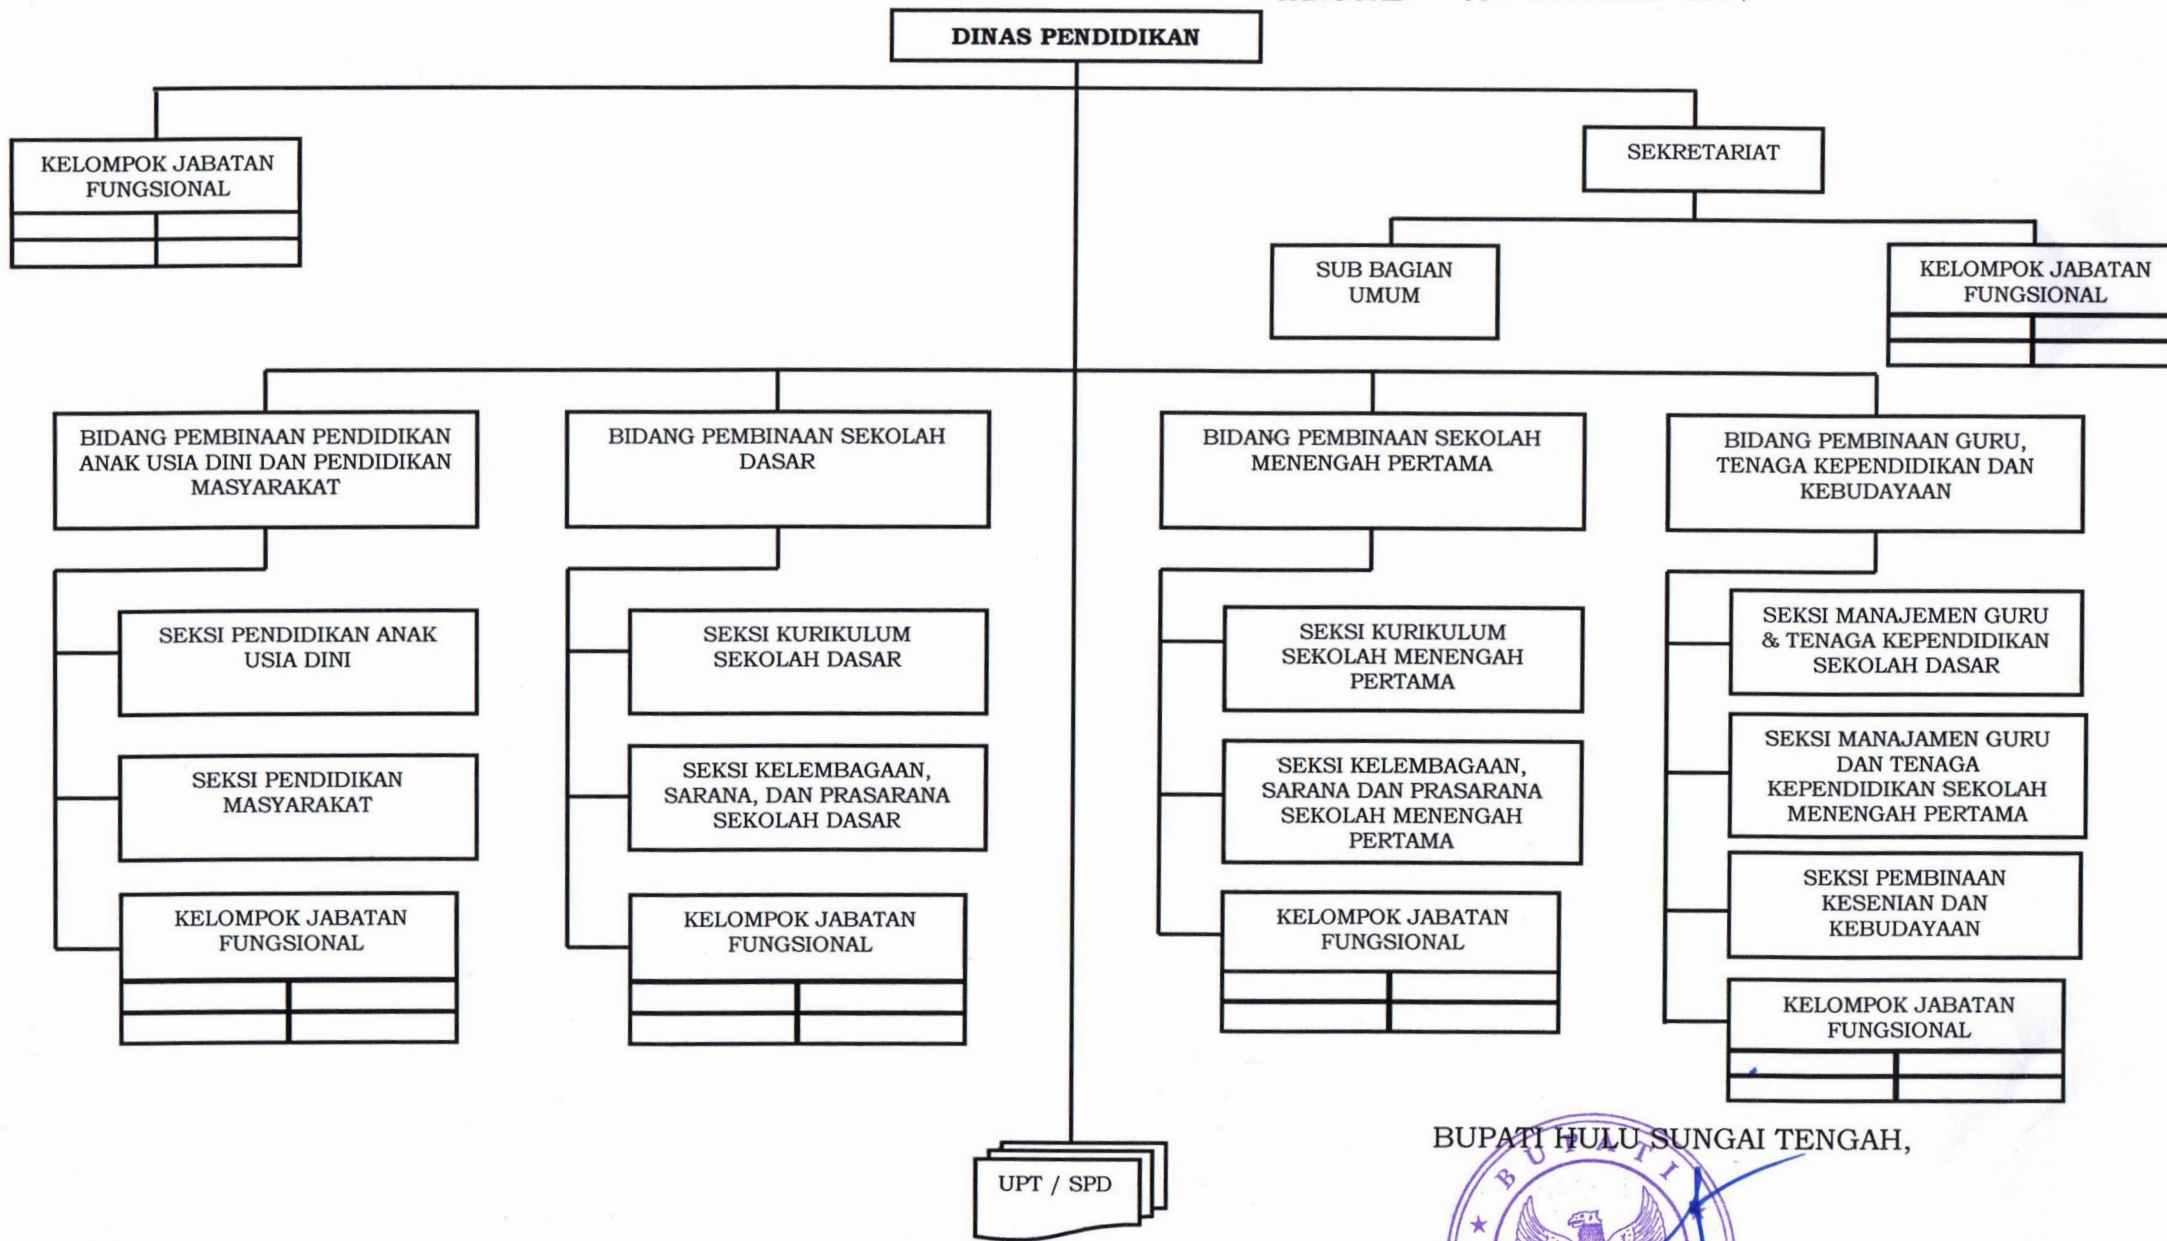 DINAS PENDIDIKAN
KELOMPOK JABATAN
FUNGSIONAL
SEKRETARIAT
SUB BAGIAN
UMUM
KELOMPOK JABATAN
FUNGSIONAL
BIDANG PEMBINAAN PENDIDIKAN
ANAK USIA DINI DAN PENDIDIKAN
MASYARAKAT
SEKSI PENDIDIKAN ANAK
USIA DINI
SEKSI PENDIDIKAN
MASYARAKAT
KELOMPOK JABATAN
FUNGSIONAL
BIDANG PEMBINAAN SEKOLAH
DASAR
SEKSI KURIKULUM
SEKOLAH DASAR
SEKSI KELEMBAGAAN,
SARANA, DAN PRASARANA
SEKOLAH DASAR
KELOMPOK JABATAN
FUNGSIONAL
BIDANG PEMBINAAN SEKOLAH
MENENGAH PERTAMA
SEKSI KURIKULUM
SEKOLAH MENENGAH
PERTAMA
SEKSI KELEMBAGAAN,
SARANA DAN PRASARANA
SEKOLAH MENENGAH
PERTAMA
KELOMPOK JABATAN
FUNGSIONAL
BIDANG PEMBINAAN GURU,
TENAGA KEPENDIDIKAN DAN
KEBUDAYAAN
SEKSI MANAJEMEN GURU
& TENAGA KEPENDIDIKAN
SEKOLAH DASAR
SEKSI MANAJAMEN GURU
DAN TENAGA
KEPENDIDIKAN SEKOLAH
MENENGAH PERTAMA
SEKSI PEMBINAAN
KESENIAN DAN
KEBUDAYAAN
KELOMPOK JABATAN
FUNGSIONAL
UPT / SPD
BUPATI HULU SUNGAI TENGAH,
BUPATI